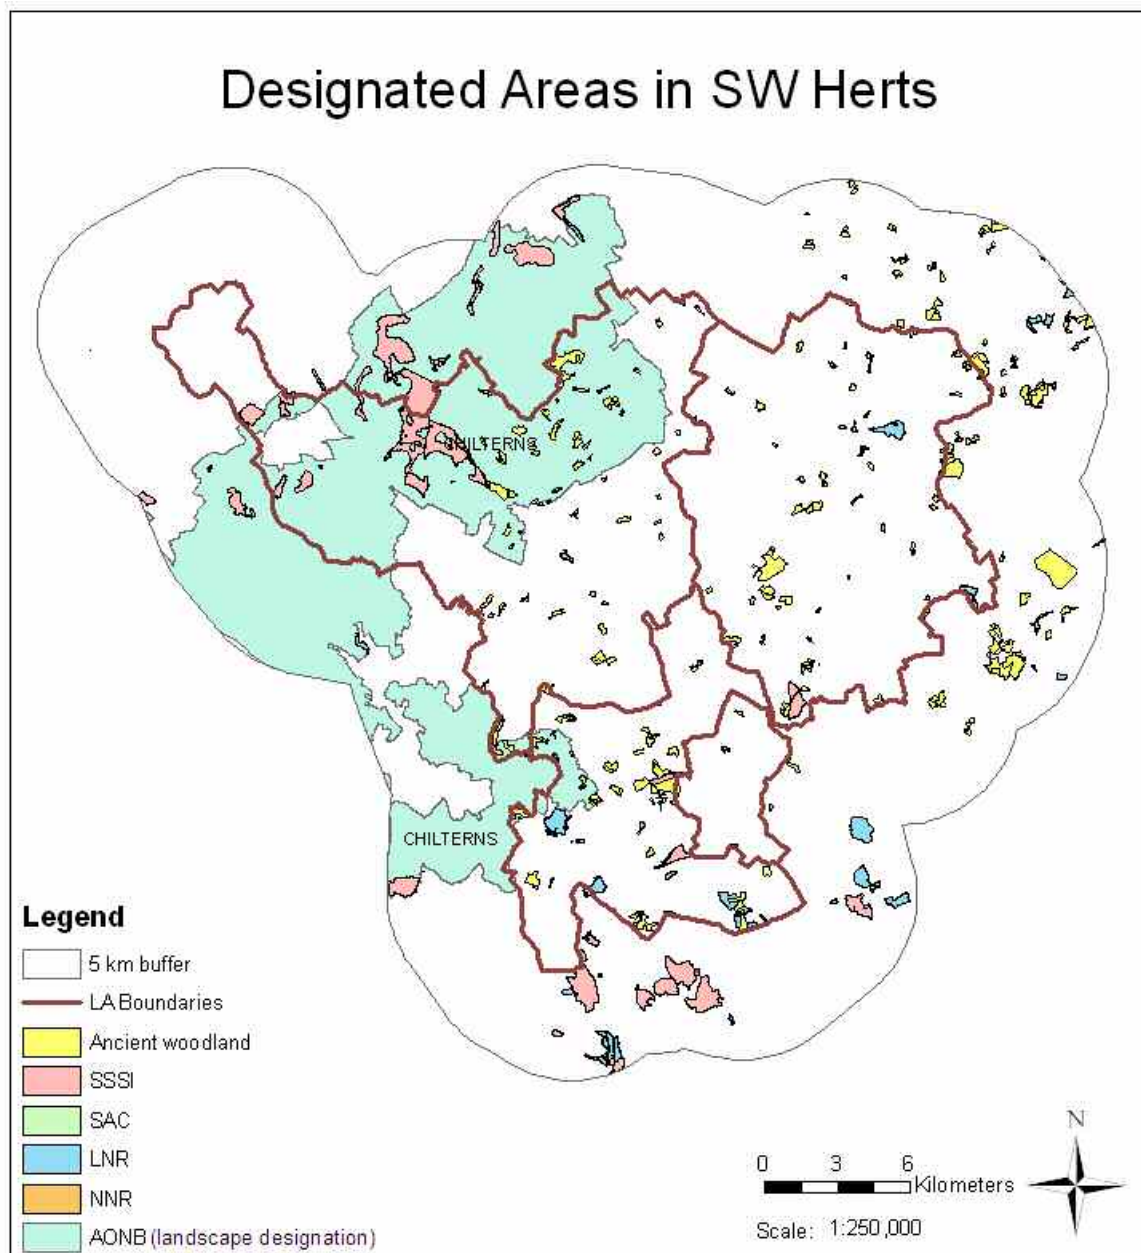 Designated Areas in SW Herts
CHILTERNS
CHILTERNS
Legend
5 km buffer
LA Boundaries
Ancient woodland
SSSI
SAC
LNR
NNR
AONB (landscape designation)
N
0 3 6
Kilometers
Scale: 1:250,000